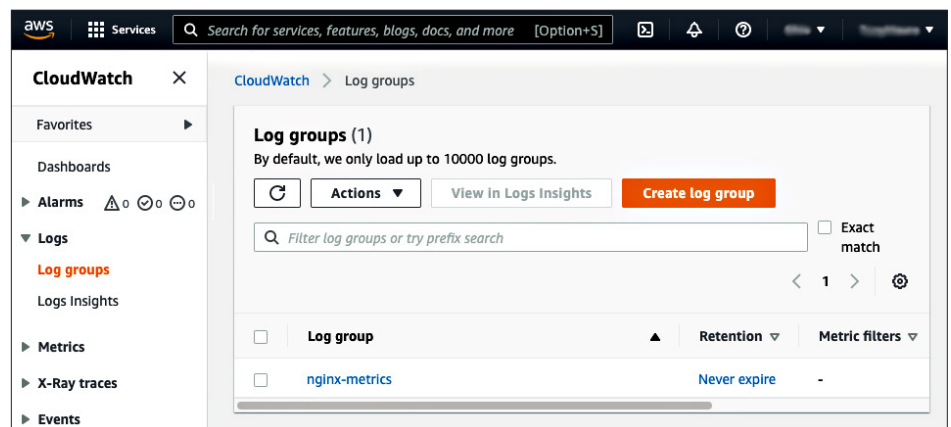 aws
Services
Search for services, features, blogs, docs, and more [Option+S]
CloudWatch
Favorites
Dashboards
Alarms 0 0 0
Logs
Log groups
Logs Insights
Metrics
X-Ray traces
Events
CloudWatch > Log groups
Log groups (1)
By default, we only load up to 10000 log groups.
Actions View in Logs Insights Create log group
Filter log groups or try prefix search
Exact
match
1
Log group Retention Metric filters
nginx-metrics Never expire -